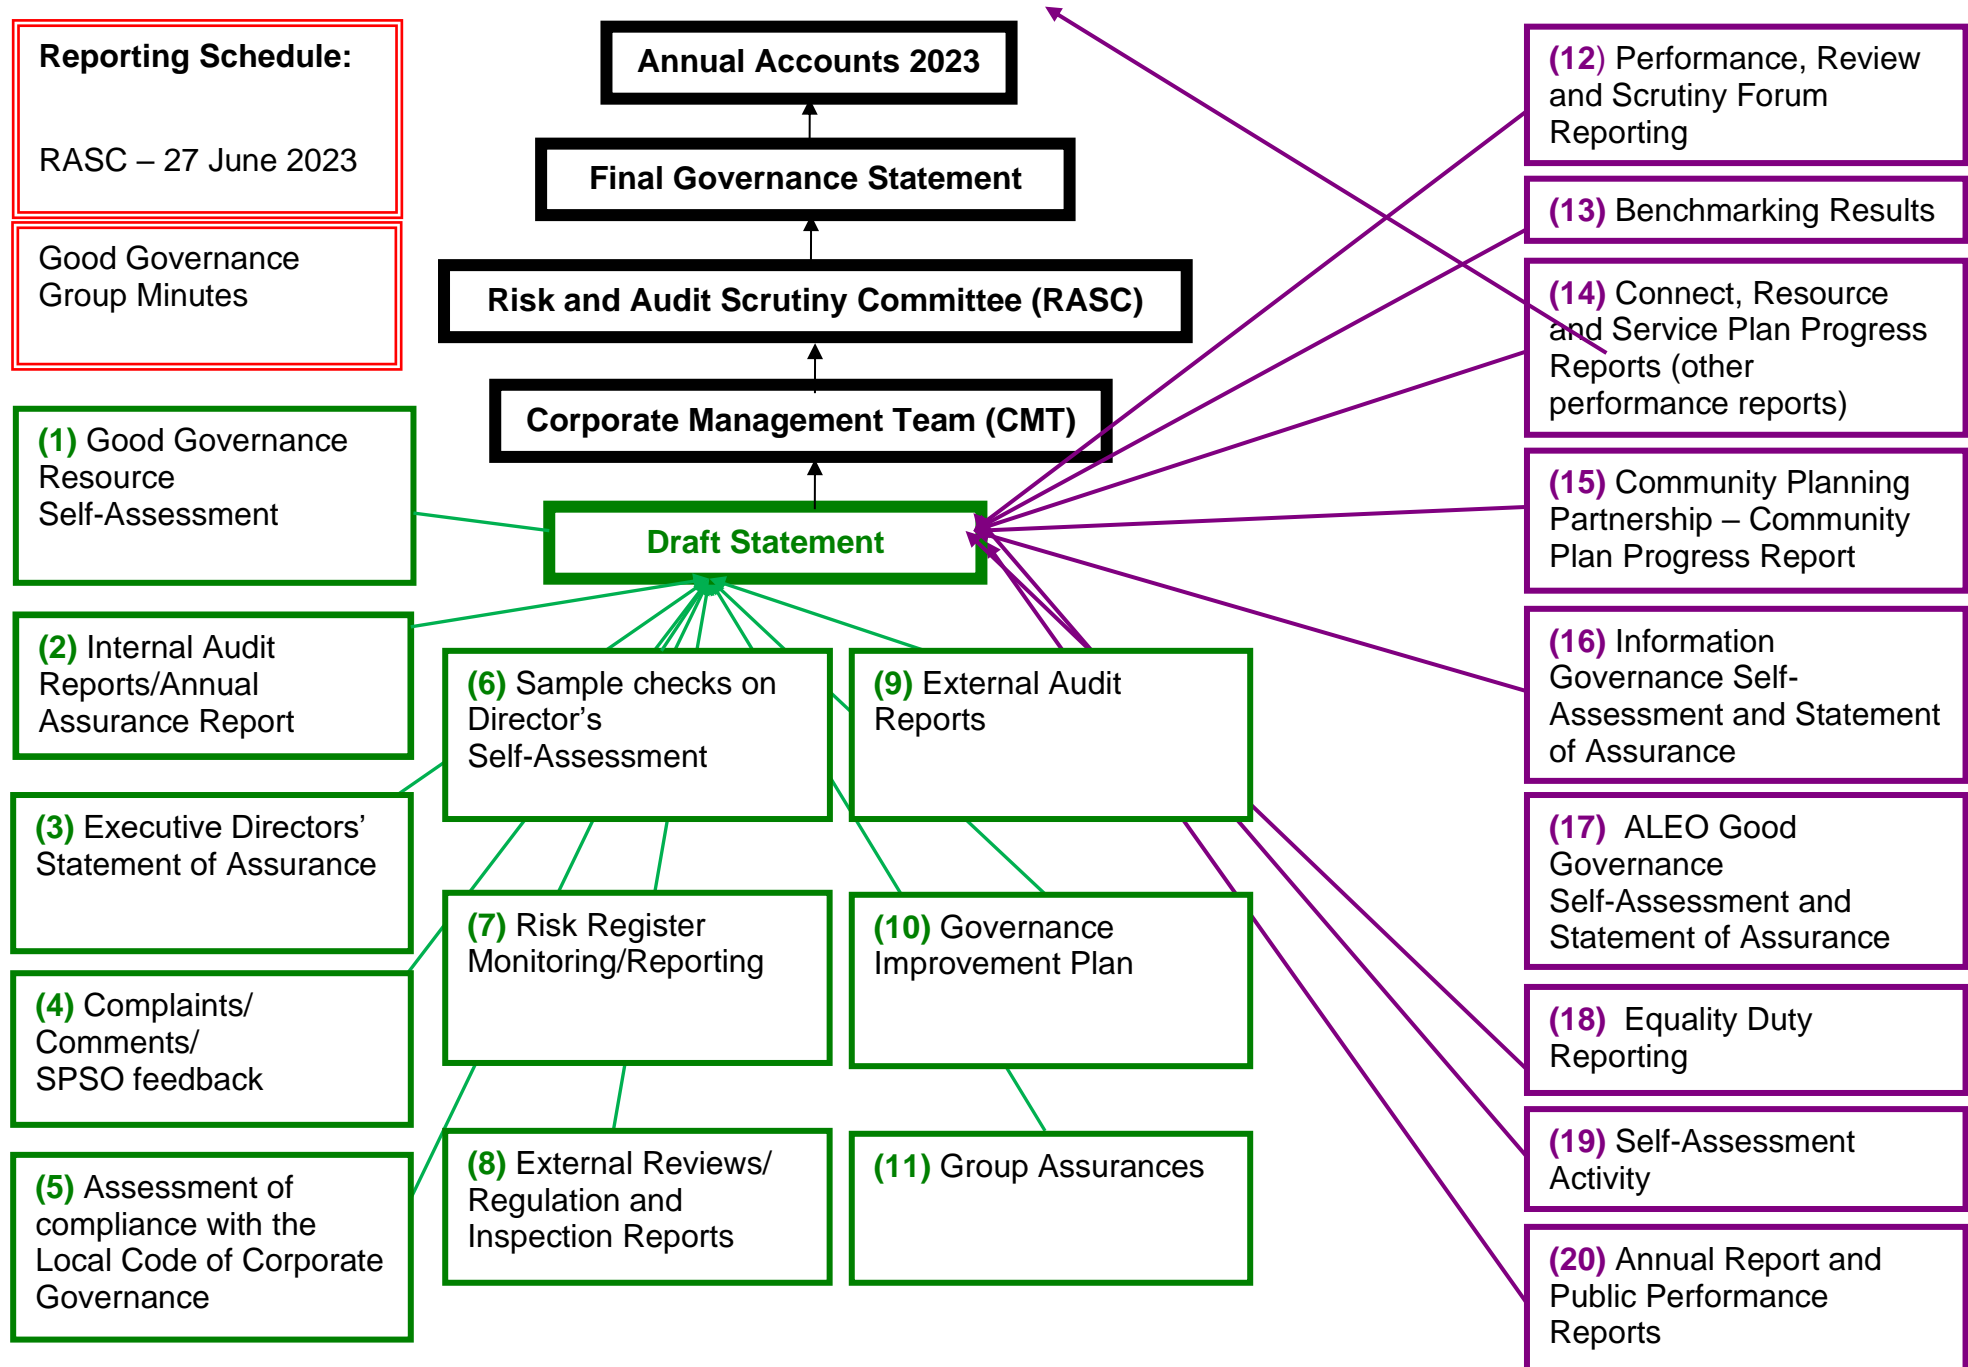 Reporting Schedule:
RASC – 27 June 2023
Good Governance
Group Minutes
Annual Accounts 2023
Final Governance Statement
Risk and Audit Scrutiny Committee (RASC)
Corporate Management Team (CMT)
Draft Statement
(1) Good Governance
Resource
Self-Assessment
(2) Internal Audit
Reports/Annual
Assurance Report
(3) Executive Directors’
Statement of Assurance
(4) Complaints/
Comments/
SPSO feedback
(5) Assessment of
compliance with the
Local Code of Corporate
Governance
(6) Sample checks on
Director’s
Self-Assessment
(7) Risk Register
Monitoring/Reporting
(8) External Reviews/
Regulation and
Inspection Reports
(9) External Audit
Reports
(10) Governance
Improvement Plan
(11) Group Assurances
(12) Performance, Review
and Scrutiny Forum
Reporting
(13) Benchmarking Results
(14) Connect, Resource
and Service Plan Progress
Reports (other
performance reports)
(15) Community Planning
Partnership – Community
Plan Progress Report
(16) Information
Governance Self-
Assessment and Statement
of Assurance
(17) ALEO Good
Governance
Self-Assessment and
Statement of Assurance
(18) Equality Duty
Reporting
(19) Self-Assessment
Activity
(20) Annual Report and
Public Performance
Reports